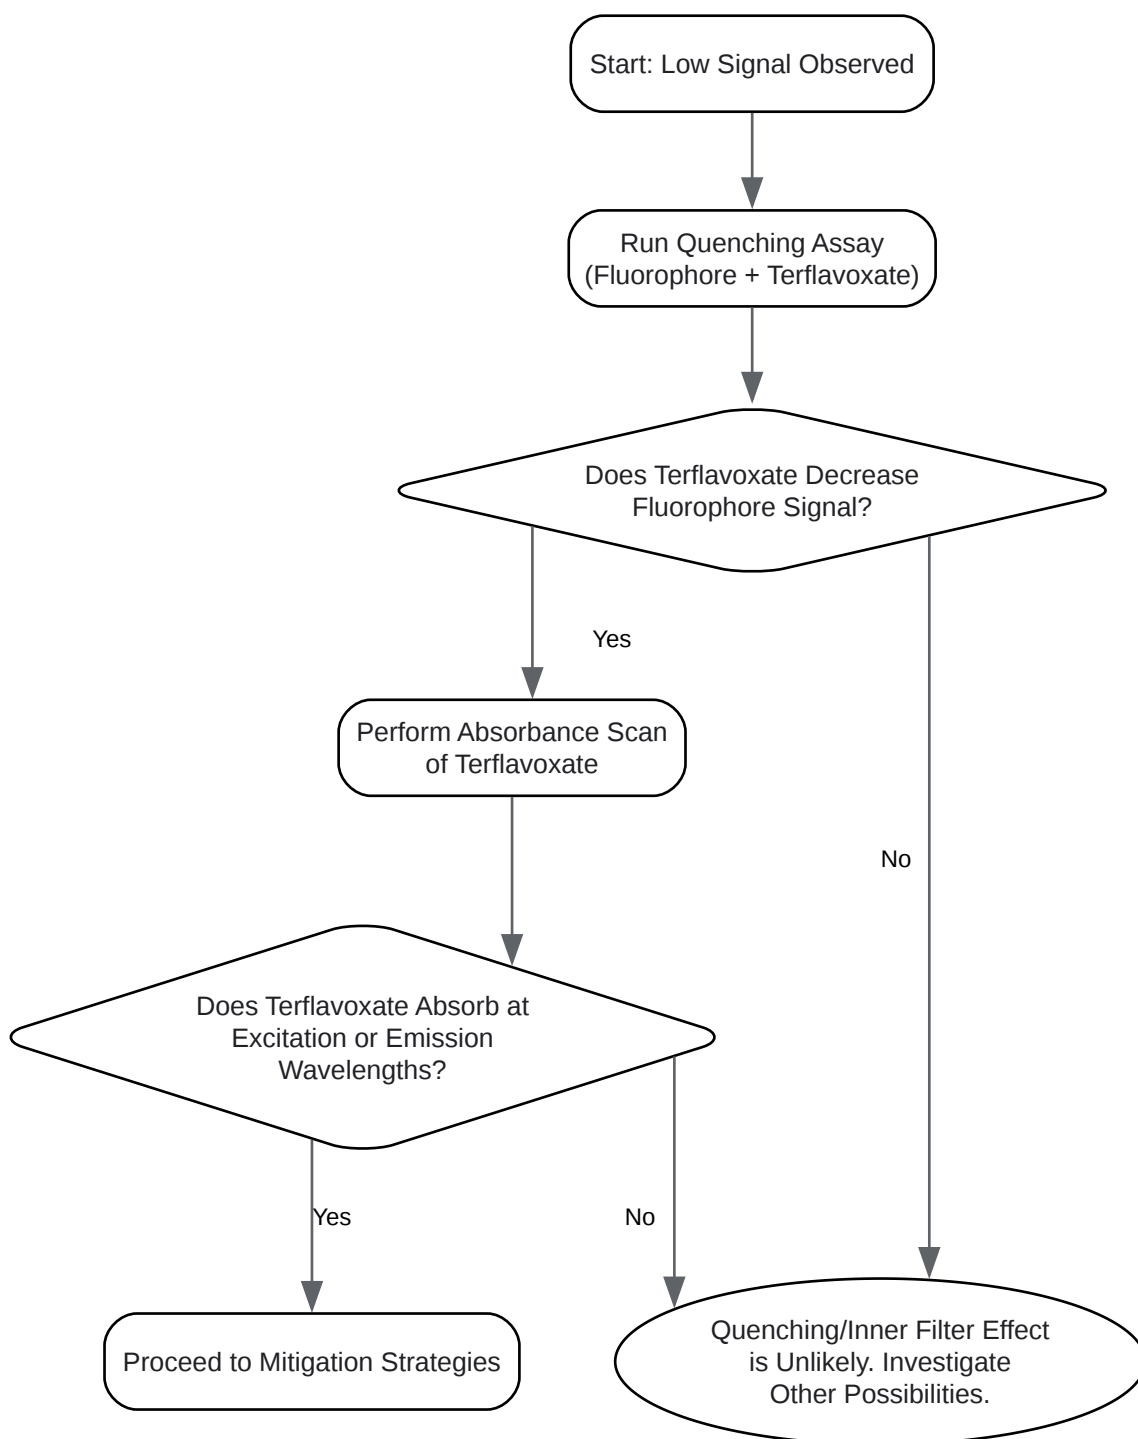 Start: Low Signal Observed
Run Quenching Assay
(Fluorophore + Terflavoxate)
Does Terflavoxate Decrease
Fluorophore Signal?
Yes
Perform Absorbance Scan
of Terflavoxate
No
Does Terflavoxate Absorb at
Excitation or Emission
Wavelengths?
Yes
No
Proceed to Mitigation Strategies
Quenching/Inner Filter Effect
is Unlikely. Investigate
Other Possibilities.